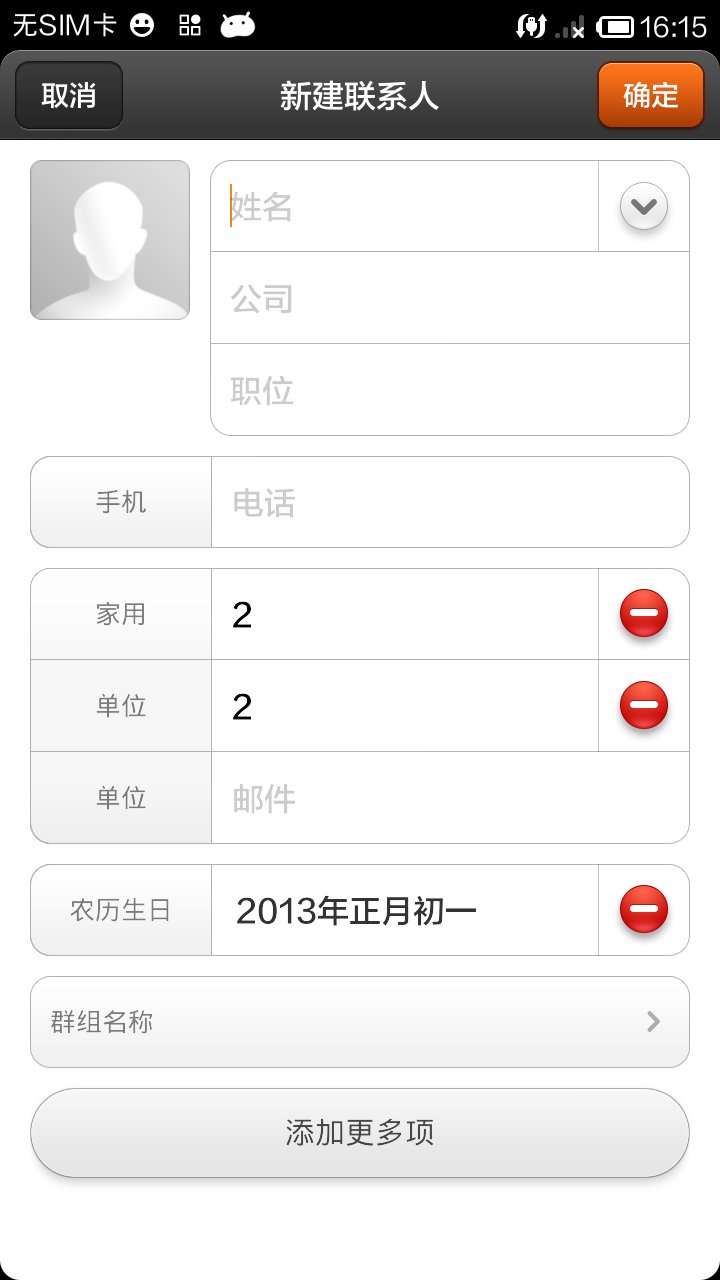 无SIM卡 16:15
取消 新建联系人 确定
姓名
公司
职位
手机 电话
家用 2
单位 2
单位 邮件
农历生日 2013年正月初一
群组名称
添加更多项